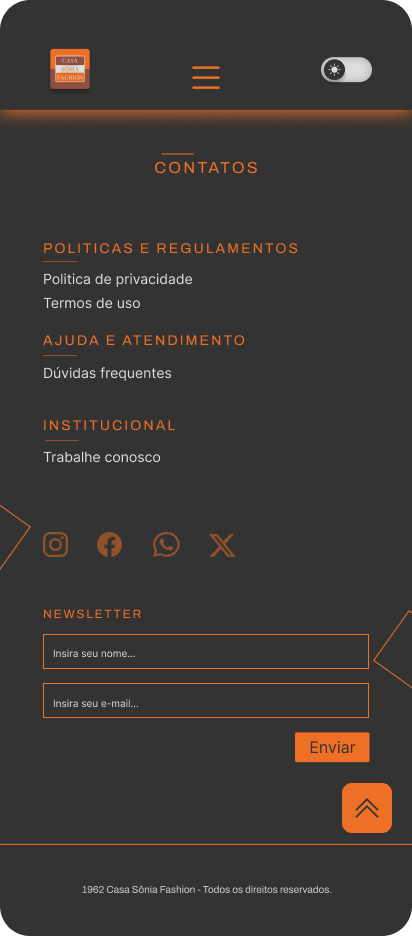 CASA
SÔNIA
FACHION
CONTATOS
POLITICAS E REGULAMENTOS
Politica de privacidade
Termos de uso
AJUDA E ATENDIMENTO
Dúvidas frequentes
INSTITUCIONAL
Trabalhe conosco
NEWSLETTER
Insira seu nome...
Insira seu e-mail...
Enviar
1962 Casa Sônia Fashion - Todos os direitos reservados.